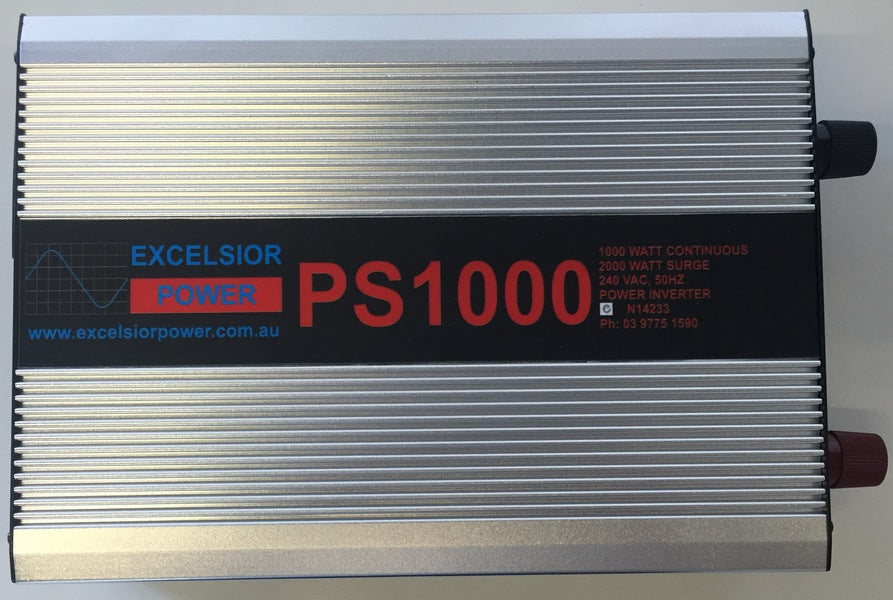 EXCELSIOR
POWER
www.excelsiorpower.com.au
PS1000
1000 WATT CONTINUOUS
2000 WATT SURGE
240 VAC, 50HZ
POWER INVERTER
N14233
Ph: 03 9775 1590